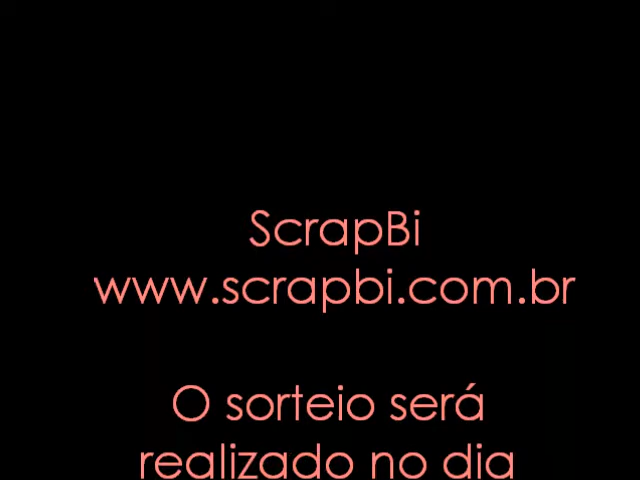 ScrapBi
www.scrapbi.com.br
O sorteio será
realizado no dia